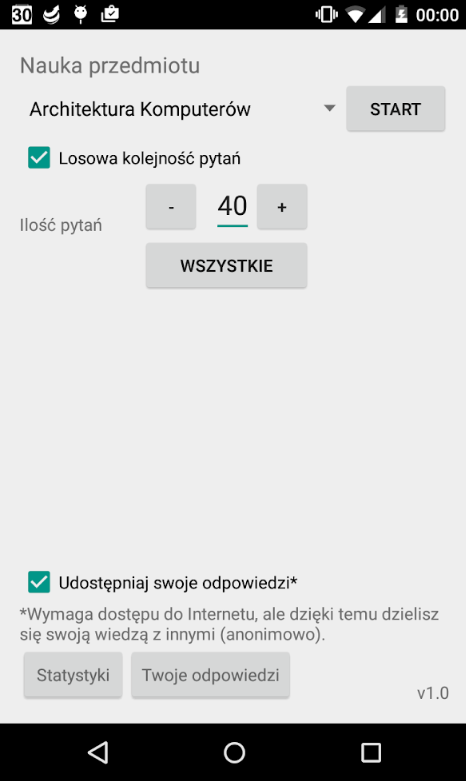 30 00:00
Nauka przedmiotu
Architektura Komputerów START
Losowa kolejność pytań
Ilość pytań - 40 +
WSZYSTKIE
Udostępniaj swoje odpowiedzi*
*Wymaga dostępu do Internetu, ale dzięki temu dzielisz
się swoją wiedzą z innymi (anonimowo).
Statystyki Twoje odpowiedzi
v1.0